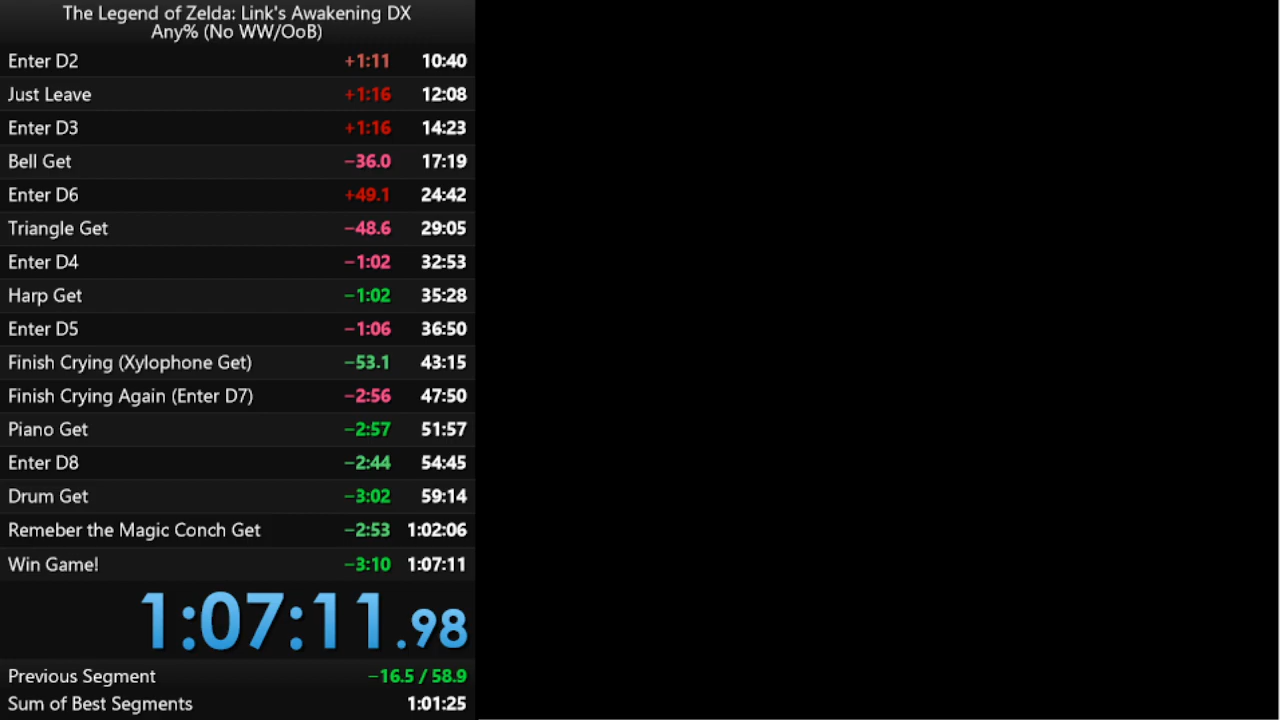 The Legend of Zelda: Link's Awakening DX
Any% (No WW/OoB)
Enter D2 +1:11 10:40
Just Leave +1:16 12:08
Enter D3 +1:16 14:23
Bell Get −36.0 17:19
Enter D6 +49.1 24:42
Triangle Get −48.6 29:05
Enter D4 −1:02 32:53
Harp Get −1:02 35:28
Enter D5 −1:06 36:50
Finish Crying (Xylophone Get) −53.1 43:15
Finish Crying Again (Enter D7) −2:56 47:50
Piano Get −2:57 51:57
Enter D8 −2:44 54:45
Drum Get −3:02 59:14
Remeber the Magic Conch Get −2:53 1:02:06
Win Game! −3:10 1:07:11
1:07:11.98
Previous Segment −16.5 / 58.9
Sum of Best Segments 1:01:25